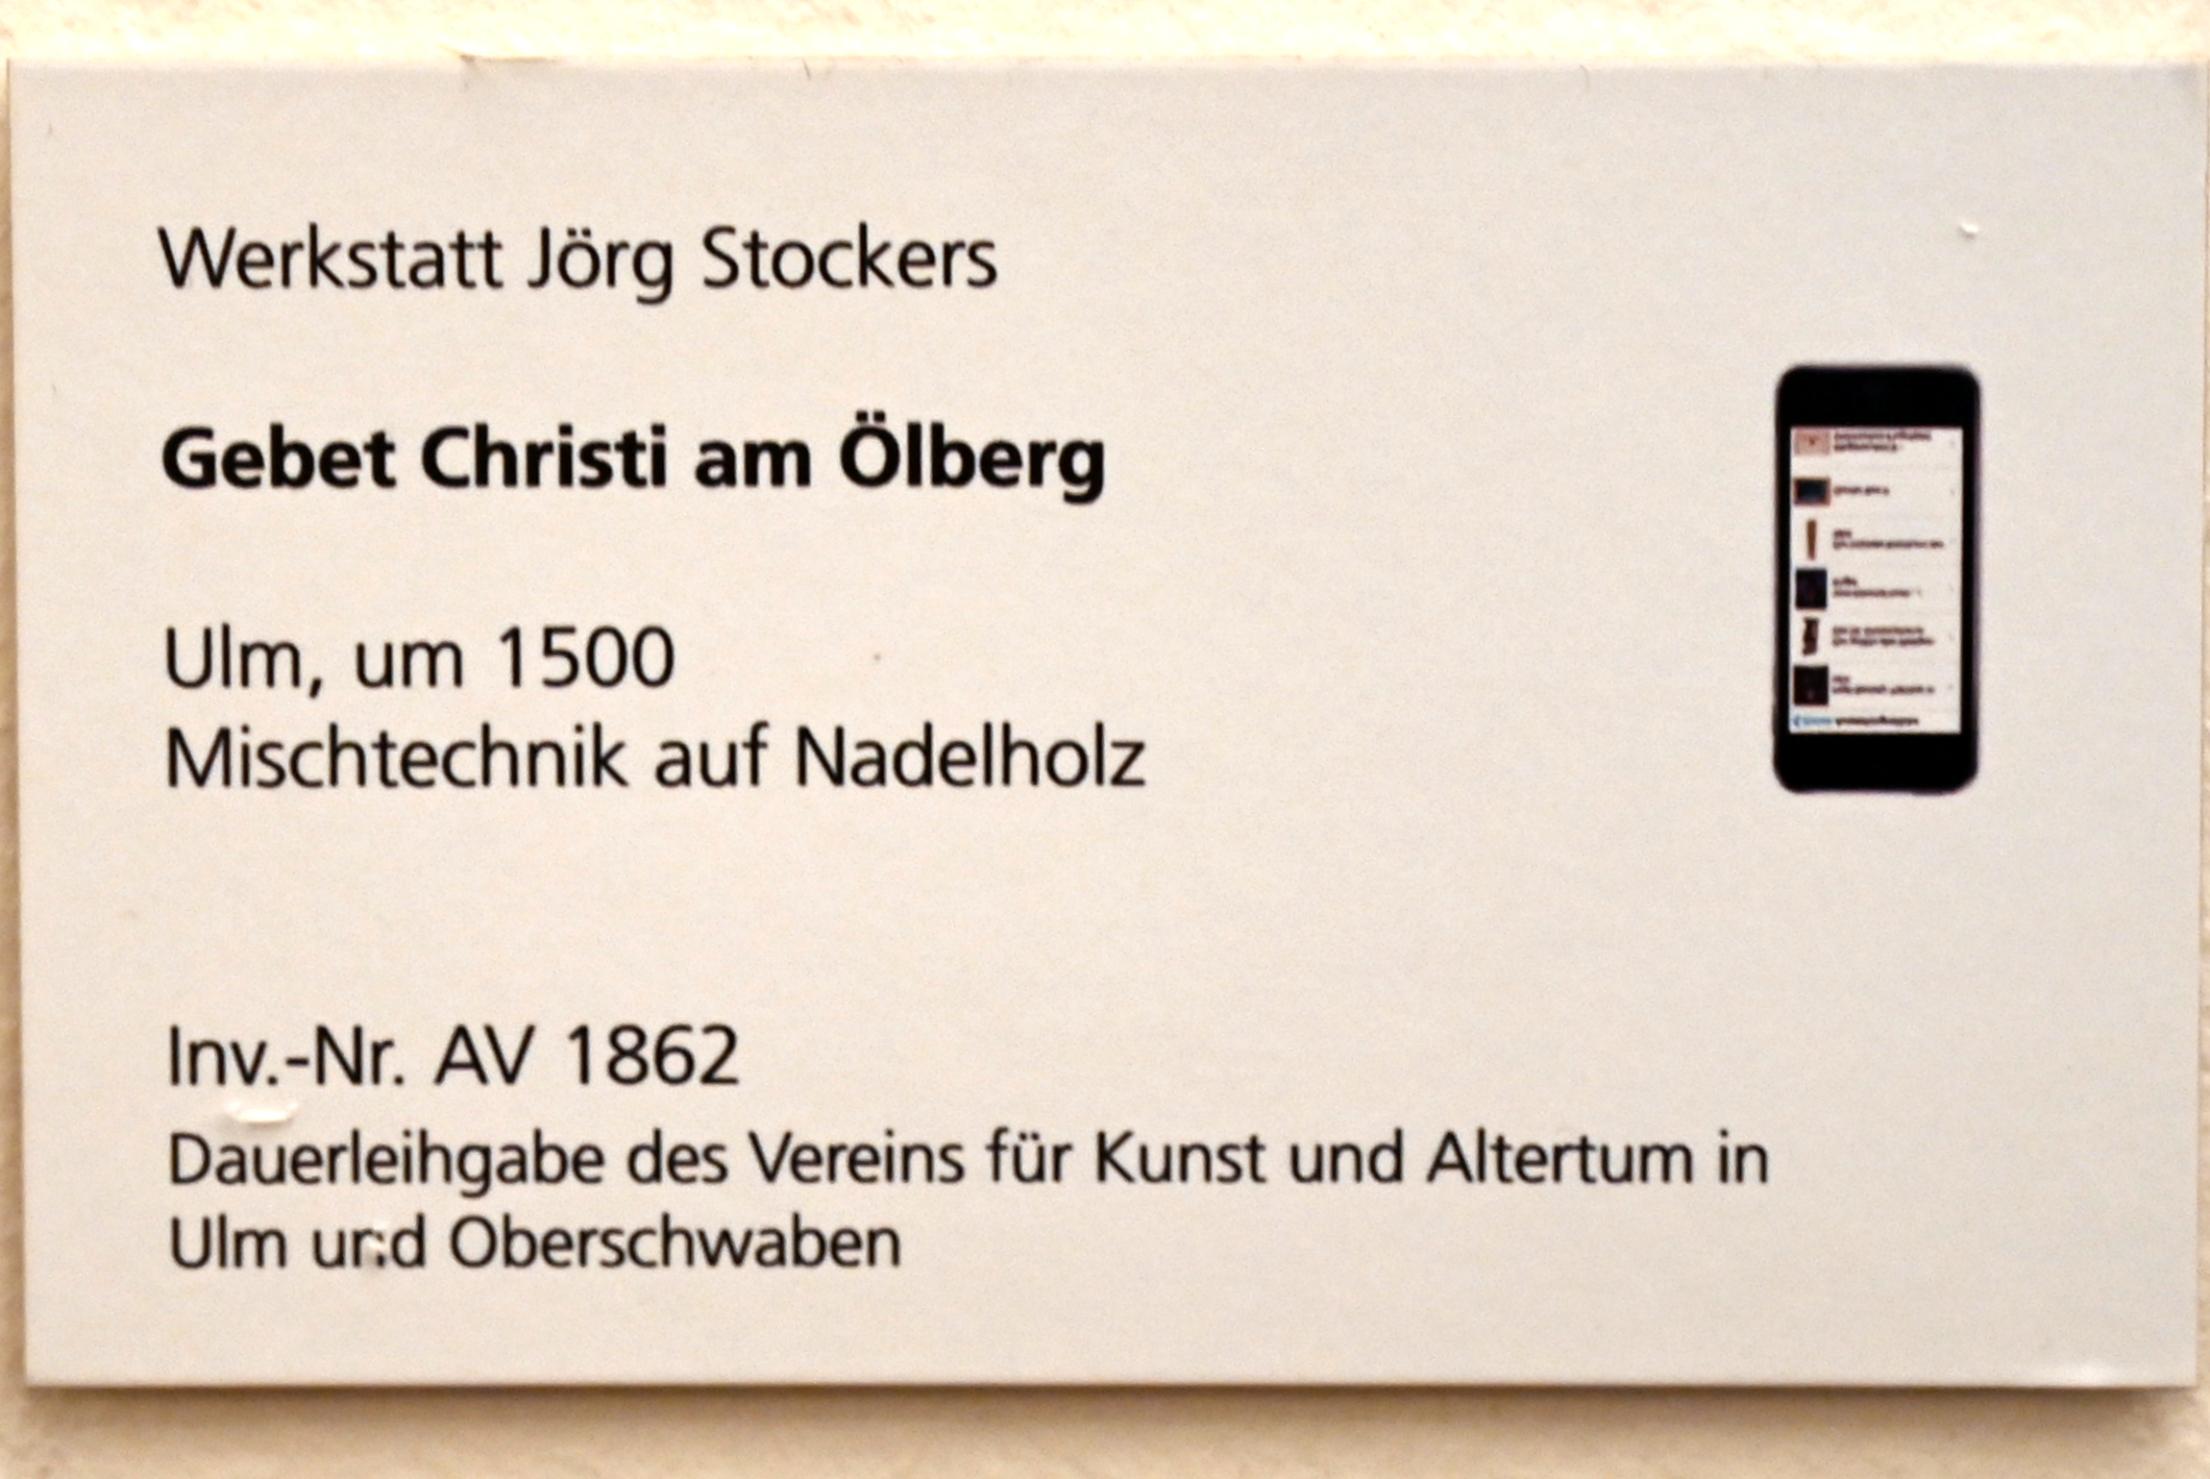 Werkstatt Jörg Stockers
Gebet Christi am Ölberg
Ulm, um 1500
Mischtechnik auf Nadelholz
Inv.-Nr. AV 1862
Dauerleihgabe des Vereins für Kunst und Altertum in
Ulm und Oberschwaben